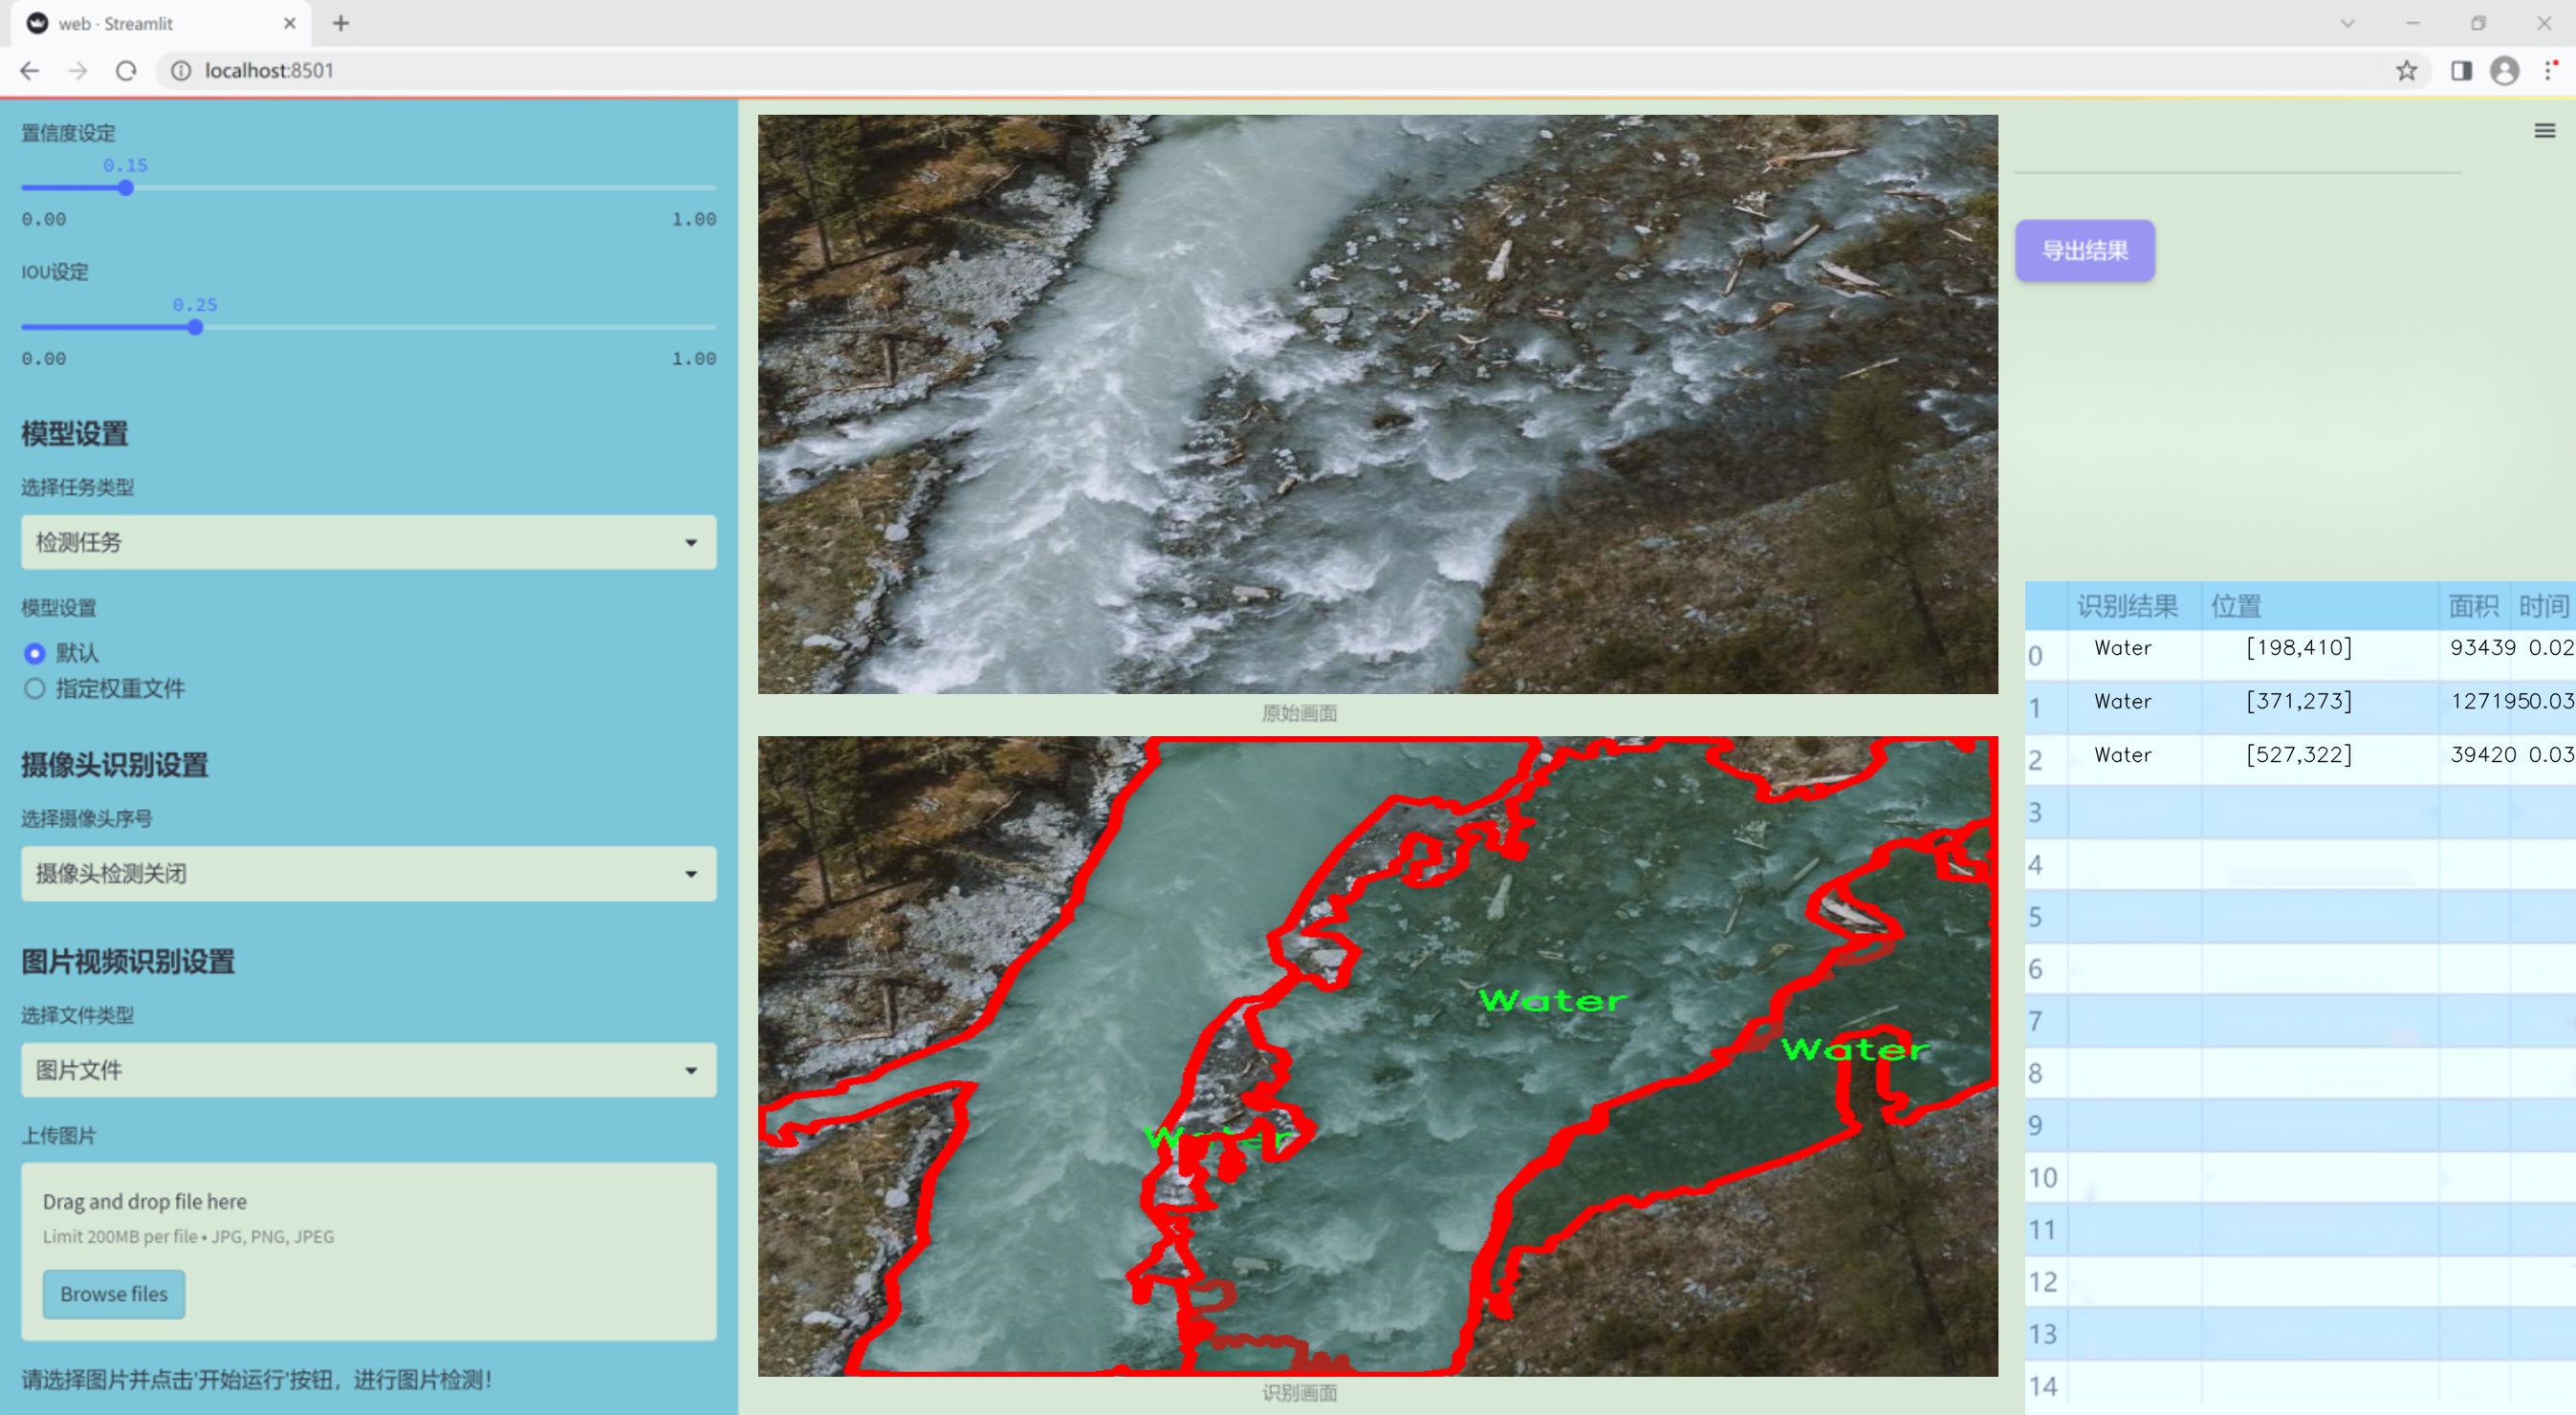 web · Streamlit
localhost:8501
置信度设定
0.15
0.00 1.00
IOU设定
0.25
0.00 1.00
模型设置
选择任务类型
检测任务
模型设置
默认
指定权重文件
摄像头识别设置
选择摄像头序号
摄像头检测关闭
图片视频识别设置
选择文件类型
图片文件
上传图片
Drag and drop file here
Limit 200MB per file • JPG, PNG, JPEG
Browse files
请选择图片并点击'开始运行'按钮，进行图片检测！
原始画面
Water
Water
Water
识别画面
导出结果
识别结果 位置 面积 时间
0 Water [198,410] 93439 0.02
1 Water [371,273] 127195 0.03
2 Water [527,322] 39420 0.03
3
4
5
6
7
8
9
10
11
12
13
14